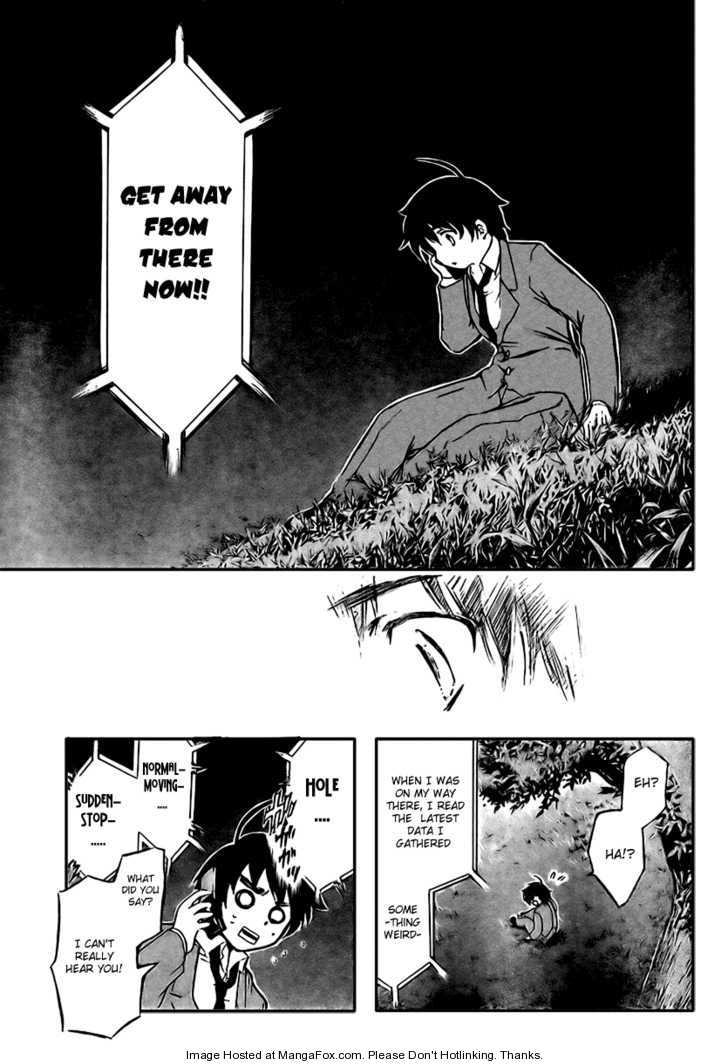 GET AWAY
FROM
THERE
NOW!!
EH?
HA!?
WHEN I WAS
ON MY WAY
THERE, I READ
THE LATEST
DATA I
GATHERED
SOME
-THING
WEIRD-
HOLE
....
NORMAL-
MOVING-
....
SUDDEN-
STOP-
.....
WHAT
DID YOU
SAY?
I CAN'T
REALLY
HEAR YOU!
Image Hosted at MangaFox.com. Please Don't Hotlinking. Thanks.